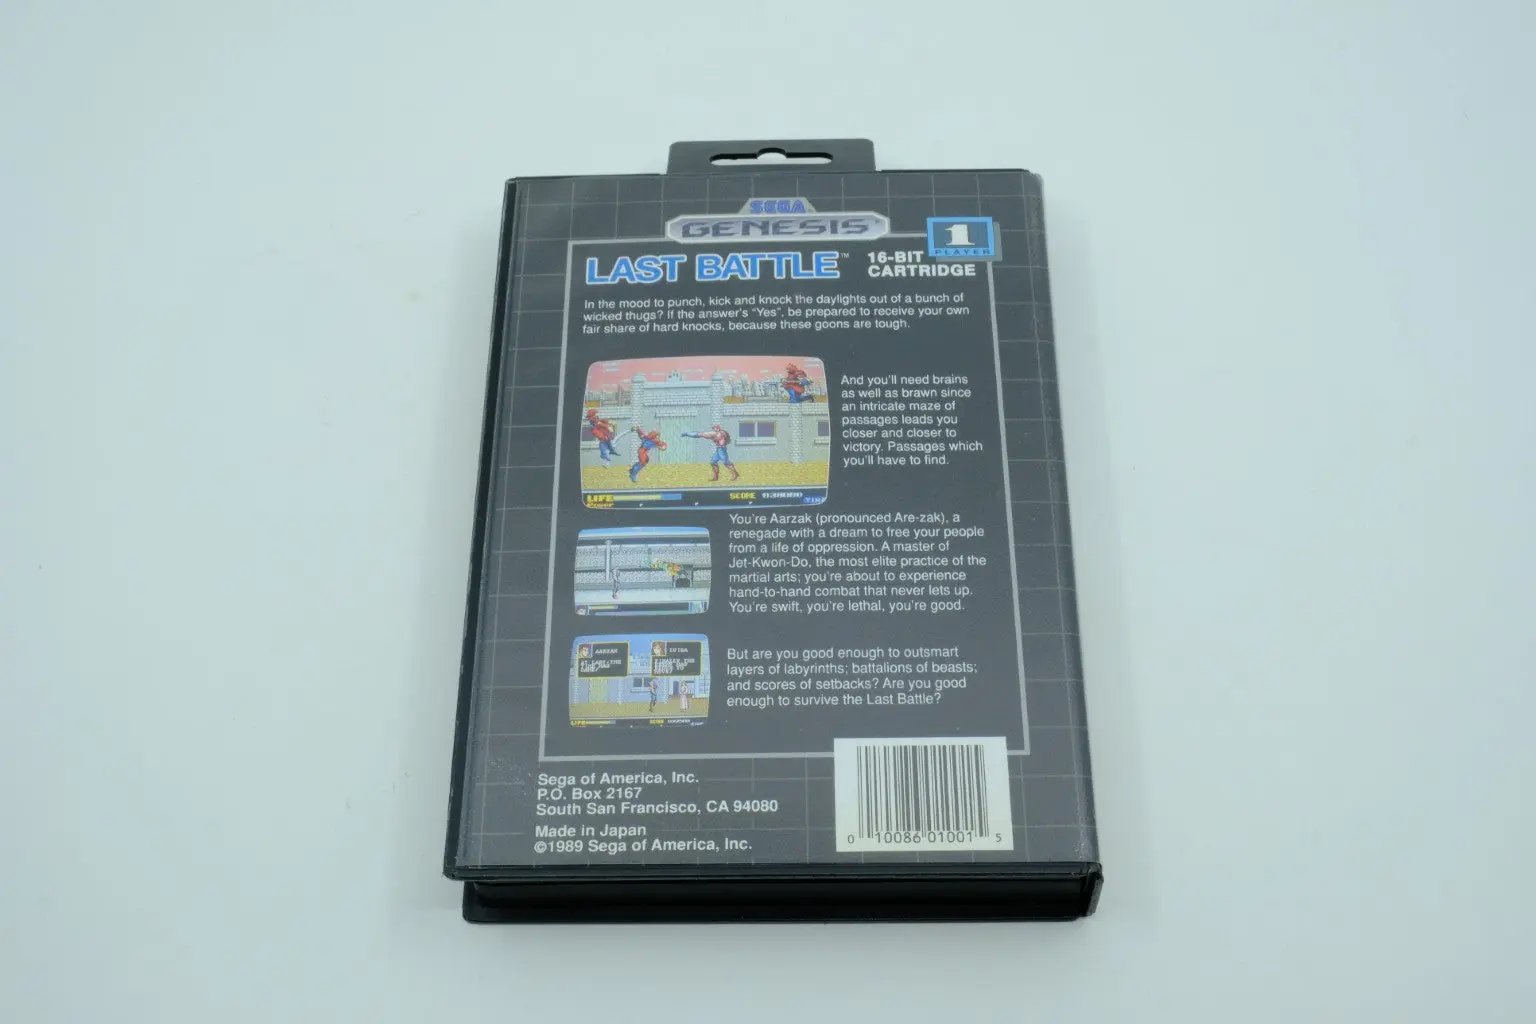 SEGA
GENESIS
1
PLAYER
LAST BATTLE™
16-BIT
CARTRIDGE
In the mood to punch, kick and knock the daylights out of a bunch of
wicked thugs? If the answer's "Yes", be prepared to receive your own
fair share of hard knocks, because these goons are tough.
And you'll need brains
as well as brawn since
an intricate maze of
passages leads you
closer and closer to
victory. Passages which
you'll have to find.
LIFE
Power
SCORE
TIME
You're Aarzak (pronounced Are-zak), a
renegade with a dream to free your people
from a life of oppression. A master of
Jet-Kwon-Do, the most elite practice of the
martial arts; you're about to experience
hand-to-hand combat that never lets up.
You're swift, you're lethal, you're good.
AARZAK
LIFE
SCORE
But are you good enough to outsmart
layers of labyrinths; battalions of beasts;
and scores of setbacks? Are you good
enough to survive the Last Battle?
Sega of America, Inc.
P.O. Box 2167
South San Francisco, CA 94080
Made in Japan
©1989 Sega of America, Inc.
0 10086 01001 5